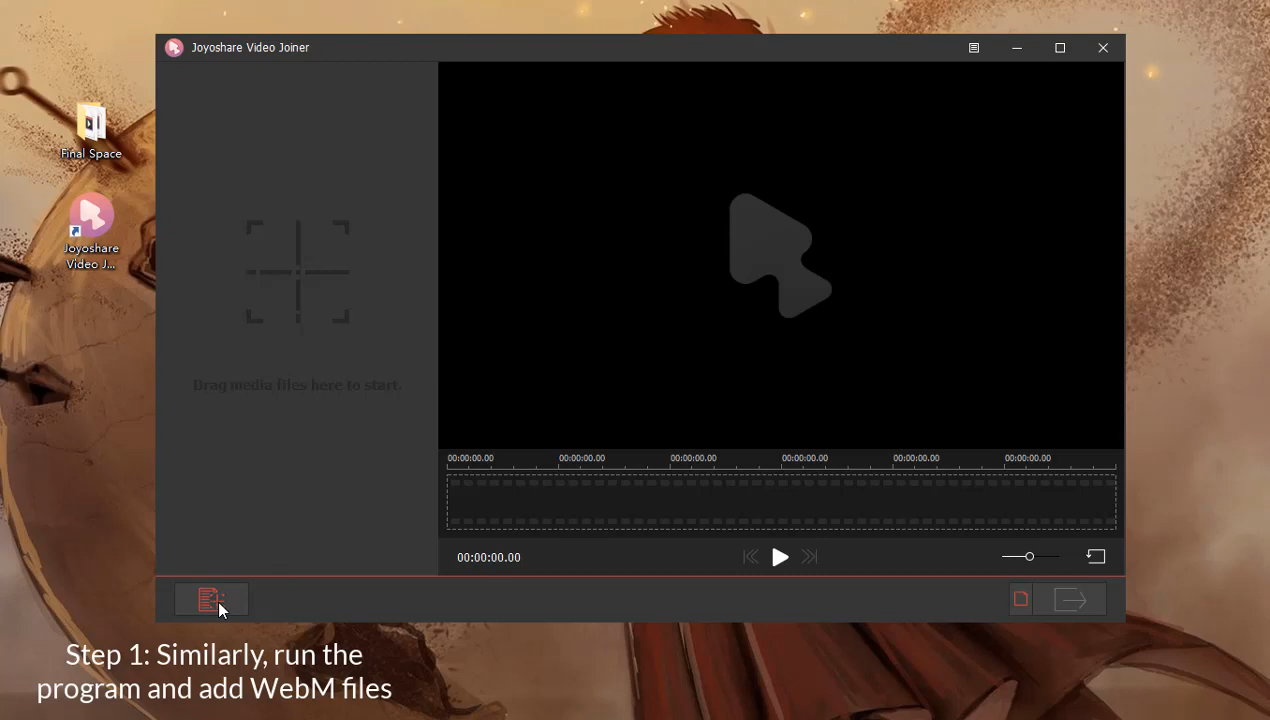 Joyoshare Video Joiner
Final Space
Joyoshare
Video J...
Drag media files here to start.
00:00:00.00 00:00:00.00 00:00:00.00 00:00:00.00 00:00:00.00 00:00:00.00
00:00:00.00
Step 1: Similarly, run the
program and add WebM files